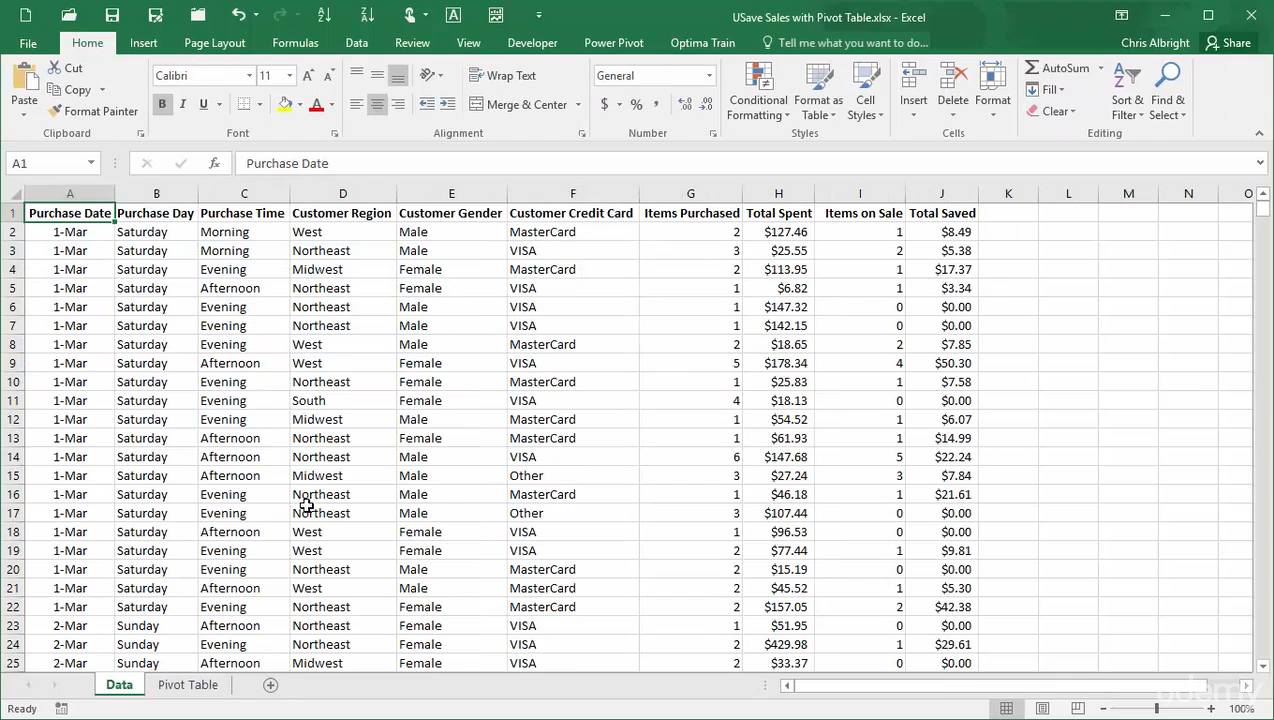 USave Sales with Pivot Table.xlsx - Excel
File Home Insert Page Layout Formulas Data Review View Developer Power Pivot Optima Train Tell me what you want to do... Chris Albright Share
Paste Cut Copy Format Painter Clipboard
Calibri 11 B I U A Font
Wrap Text Merge & Center Alignment
General $ % , Number
Conditional Formatting Format as Table Cell Styles Styles
Insert Delete Format Cells
AutoSum Fill Clear Sort & Filter Find & Select Editing
A1 fx Purchase Date
A B C D E F G H I J K L M N O
1 Purchase Date Purchase Day Purchase Time Customer Region Customer Gender Customer Credit Card Items Purchased Total Spent Items on Sale Total Saved
2 1-Mar Saturday Morning West Male MasterCard 2 $127.46 1 $8.49
3 1-Mar Saturday Morning Northeast Male VISA 3 $25.55 2 $5.38
4 1-Mar Saturday Evening Midwest Female MasterCard 2 $113.95 1 $17.37
5 1-Mar Saturday Afternoon Northeast Female VISA 1 $6.82 1 $3.34
6 1-Mar Saturday Evening Northeast Male VISA 1 $147.32 0 $0.00
7 1-Mar Saturday Evening Northeast Male VISA 1 $142.15 0 $0.00
8 1-Mar Saturday Evening West Male MasterCard 2 $18.65 2 $7.85
9 1-Mar Saturday Afternoon West Female VISA 5 $178.34 4 $50.30
10 1-Mar Saturday Evening Northeast Female MasterCard 1 $25.83 1 $7.58
11 1-Mar Saturday Evening South Female VISA 4 $18.13 0 $0.00
12 1-Mar Saturday Evening Midwest Male MasterCard 2 $54.52 1 $6.07
13 1-Mar Saturday Afternoon Northeast Female MasterCard 1 $61.93 1 $14.99
14 1-Mar Saturday Afternoon Northeast Male VISA 6 $147.68 5 $22.24
15 1-Mar Saturday Afternoon Midwest Male Other 3 $27.24 3 $7.84
16 1-Mar Saturday Evening Northeast Male MasterCard 1 $46.18 1 $21.61
17 1-Mar Saturday Evening Northeast Male Other 3 $107.44 0 $0.00
18 1-Mar Saturday Afternoon West Female VISA 1 $96.53 0 $0.00
19 1-Mar Saturday Evening West Female VISA 2 $77.44 1 $9.81
20 1-Mar Saturday Evening Northeast Male MasterCard 2 $15.19 0 $0.00
21 1-Mar Saturday Afternoon West Male MasterCard 2 $45.52 1 $5.30
22 1-Mar Saturday Evening Northeast Female MasterCard 2 $157.05 2 $42.38
23 2-Mar Sunday Afternoon Northeast Female VISA 1 $51.95 0 $0.00
24 2-Mar Sunday Evening Northeast Female VISA 2 $429.98 1 $29.61
25 2-Mar Sunday Afternoon Midwest Female VISA 2 $33.37 0 $0.00
Data Pivot Table
udemy
Ready 100%